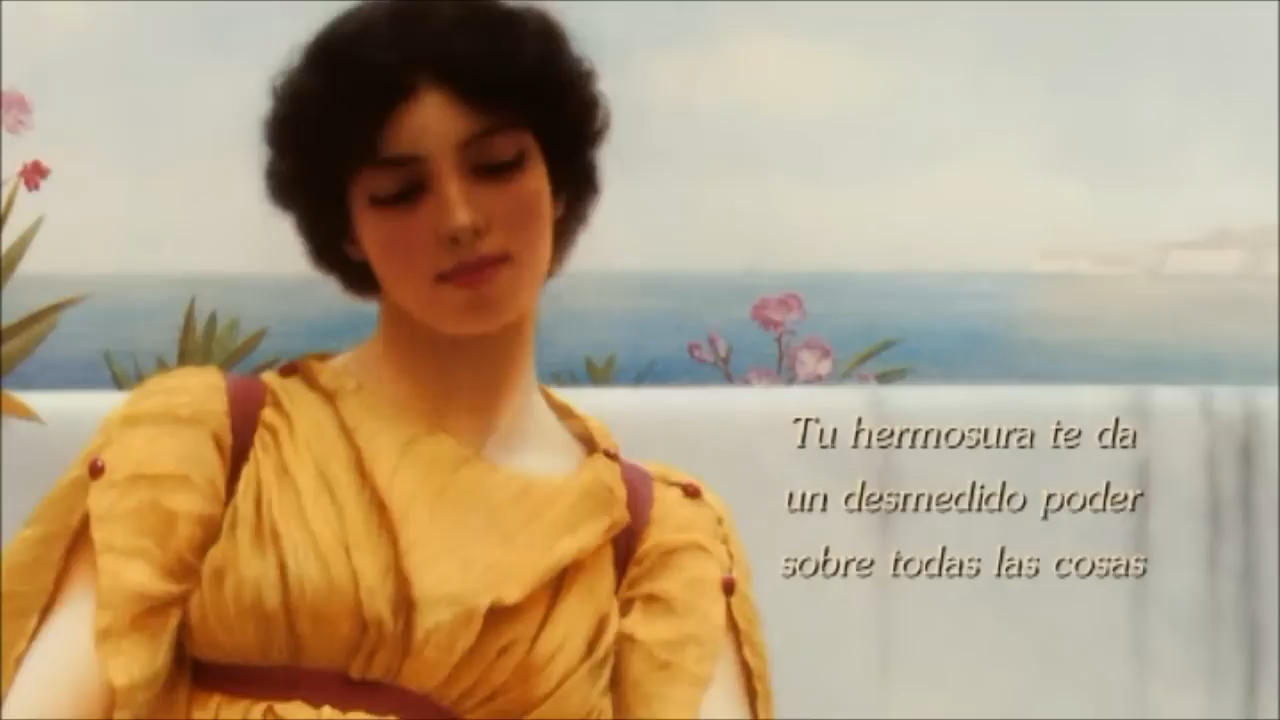 Tu hermosura te da
un desmedido poder
sobre todas las cosas